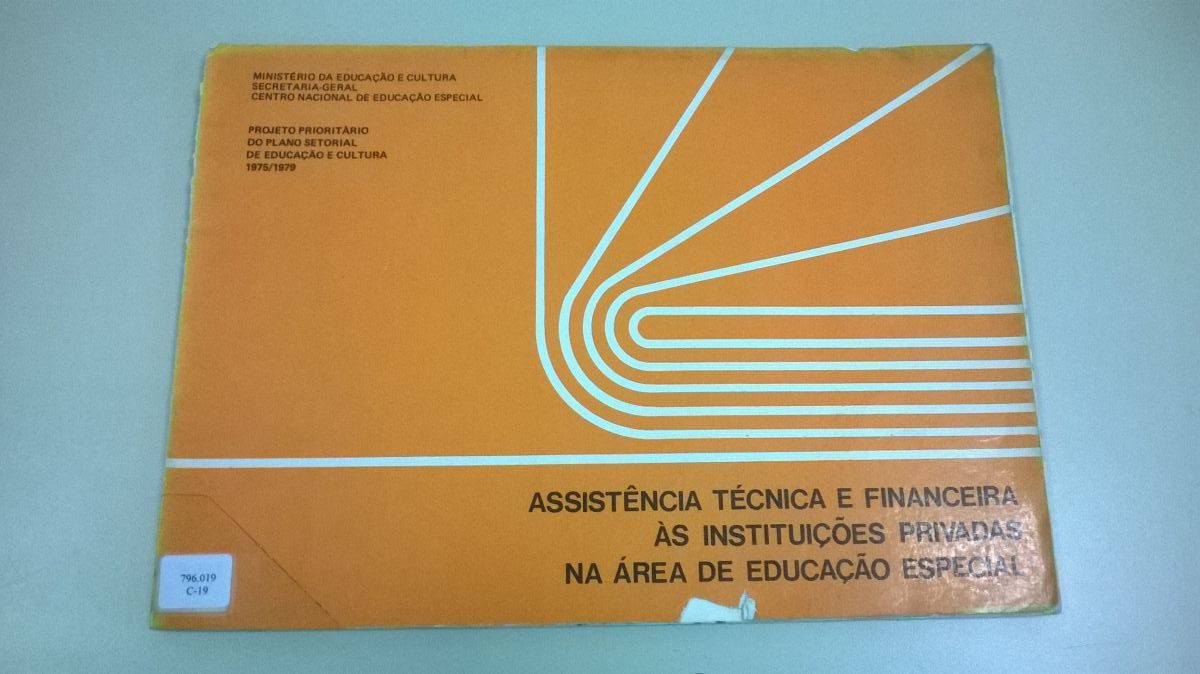 MINISTÉRIO DA EDUCAÇÃO E CULTURA
SECRETARIA-GERAL
CENTRO NACIONAL DE EDUCAÇÃO ESPECIAL
PROJETO PRIORITÁRIO
DO PLANO SETORIAL
DE EDUCAÇÃO E CULTURA
1975/1979
ASSISTÊNCIA TÉCNICA E FINANCEIRA
ÀS INSTITUIÇÕES PRIVADAS
NA ÁREA DE EDUCAÇÃO ESPECIAL
796.019
C-19